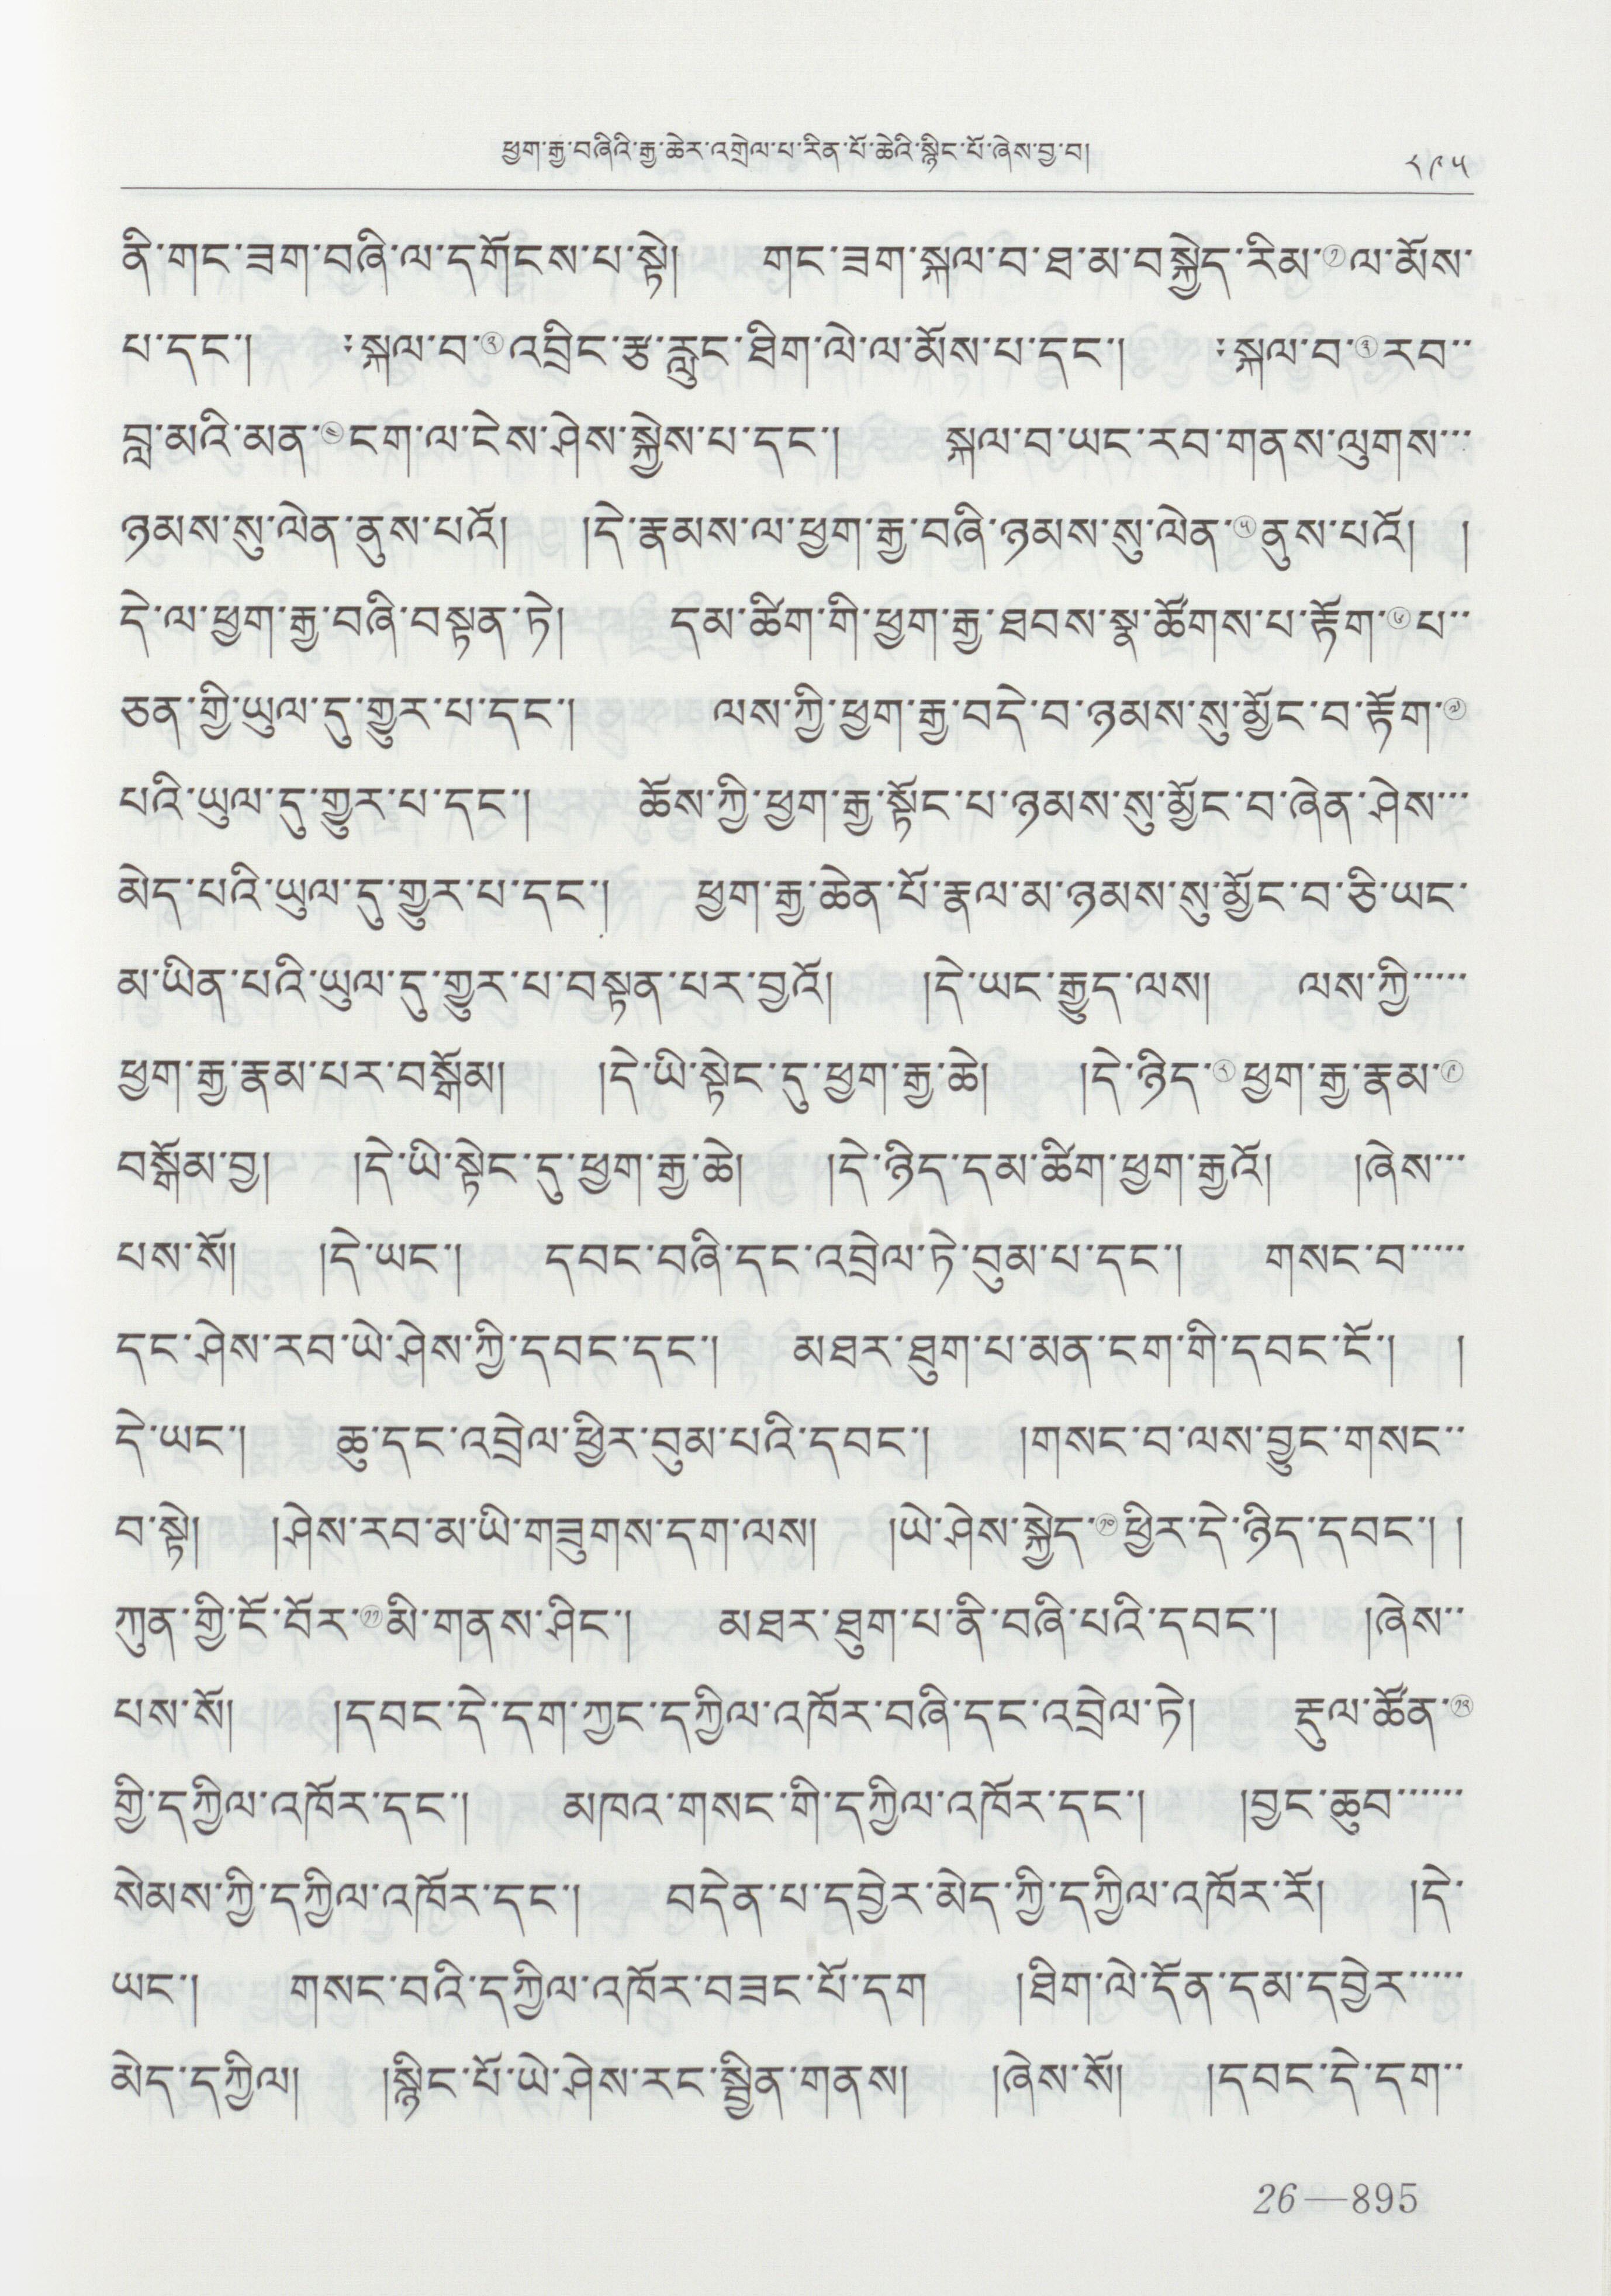 ཕྱག་རྒྱ་བཞིའི་རྒྱ་ཆེར་འགྲེལ་པ་རིན་པོ་ཆེའི་སྙིང་པོ་ཞེས་བྱ་བ། ༨༩༥
ནི་གང་ཟག་བཞི་ལ་དགོངས་པ་སྟེ། གང་ཟག་སྐལ་བ་ཐ་མ་བསྐྱེད་རིམ་①ལ་མོས་
པ་དང་། ༌སྐལ་བ་②འབྲིང་རྩ་རླུང་ཐིག་ལེ་ལ་མོས་པ་དང་། ༌སྐལ་བ་③རབ་་
བླ་མའི་མན་④ངག་ལ་ངེས་ཤེས་སྐྱེས་པ་དང་། སྐལ་བ་ཡང་རབ་གནས་ལུགས་་་
ཉམས་སུ་ལེན་ནུས་པའོ། །དེ་རྣམས་ལ་ཕྱག་རྒྱ་བཞི་ཉམས་སུ་ལེན་⑤ནུས་པའོ། །
དེ་ལ་ཕྱག་རྒྱ་བཞི་བསྟན་ཏེ། དམ་ཚིག་གི་ཕྱག་རྒྱ་ཐབས་སྣ་ཚོགས་པ་རྟོག་⑥པ་་
ཅན་གྱི་ཡུལ་དུ་གྱུར་པ་དང་། ལས་ཀྱི་ཕྱག་རྒྱ་བདེ་བ་ཉམས་སུ་མྱོང་བ་རྟོག་⑦
པའི་ཡུལ་དུ་གྱུར་པ་དང་། ཆོས་ཀྱི་ཕྱག་རྒྱ་སྟོང་པ་ཉམས་སུ་མྱོང་བ་ཞེན་ཤེས་་་
མེད་པའི་ཡུལ་དུ་གྱུར་པ་དང་། ཕྱག་རྒྱ་ཆེན་པོ་རྣལ་མ་ཉམས་སུ་མྱོང་བ་ཅི་ཡང་
མ་ཡིན་པའི་ཡུལ་དུ་གྱུར་པ་བསྟན་པར་བྱའོ། །དེ་ཡང་རྒྱུད་ལས། ལས་ཀྱི་་་་་
ཕྱག་རྒྱ་རྣམ་པར་བསྒོམ། །དེ་ཡི་སྟེང་དུ་ཕྱག་རྒྱ་ཆེ། །དེ་ཉིད་⑧ཕྱག་རྒྱ་རྣམ་⑨
བསྒོམ་བྱ། །དེ་ཡི་སྟེང་དུ་ཕྱག་རྒྱ་ཆེ། །དེ་ཉིད་དམ་ཚིག་ཕྱག་རྒྱའོ། །ཞེས་་་
པས་སོ། །དེ་ཡང་། དབང་བཞི་དང་འབྲེལ་ཏེ་བུམ་པ་དང་། གསང་བ་་་་་
དང་ཤེས་རབ་ཡེ་ཤེས་ཀྱི་དབང་དང་། མཐར་ཐུག་པ་མན་ངག་གི་དབང་ངོ་། །
དེ་ཡང་། ཆུ་དང་འབྲེལ་ཕྱིར་བུམ་པའི་དབང་། །གསང་བ་ལས་བྱུང་གསང་་
བ་སྟེ། །ཤེས་རབ་མ་ཡི་གཟུགས་དག་ལས། །ཡེ་ཤེས་སྐྱེད་⑩ཕྱིར་དེ་ཉིད་དབང་། །
ཀུན་གྱི་ངོ་བོར་⑪མི་གནས་ཤིང་། མཐར་ཐུག་པ་ནི་བཞི་པའི་དབང་། །ཞེས་་
པས་སོ། །དབང་དེ་དག་ཀྱང་དཀྱིལ་འཁོར་བཞི་དང་འབྲེལ་ཏེ། རྡུལ་ཚོན་⑫
གྱི་དཀྱིལ་འཁོར་དང་། མཁའ་གསང་གི་དཀྱིལ་འཁོར་དང་། །བྱང་ཆུབ་་་་་་
སེམས་ཀྱི་དཀྱིལ་འཁོར་དང་། བདེན་པ་དབྱེར་མེད་ཀྱི་དཀྱིལ་འཁོར་རོ། །དེ་
ཡང་། གསང་བའི་དཀྱིལ་འཁོར་བཟང་པོ་དག །ཐིག་ལེ་དོན་དམ་དབྱེར་་་་་
མེད་དཀྱིལ། །སྙིང་པོ་ཡེ་ཤེས་རང་སྦྱིན་གནས། །ཞེས་སོ། །དབང་དེ་དག་་
26—895